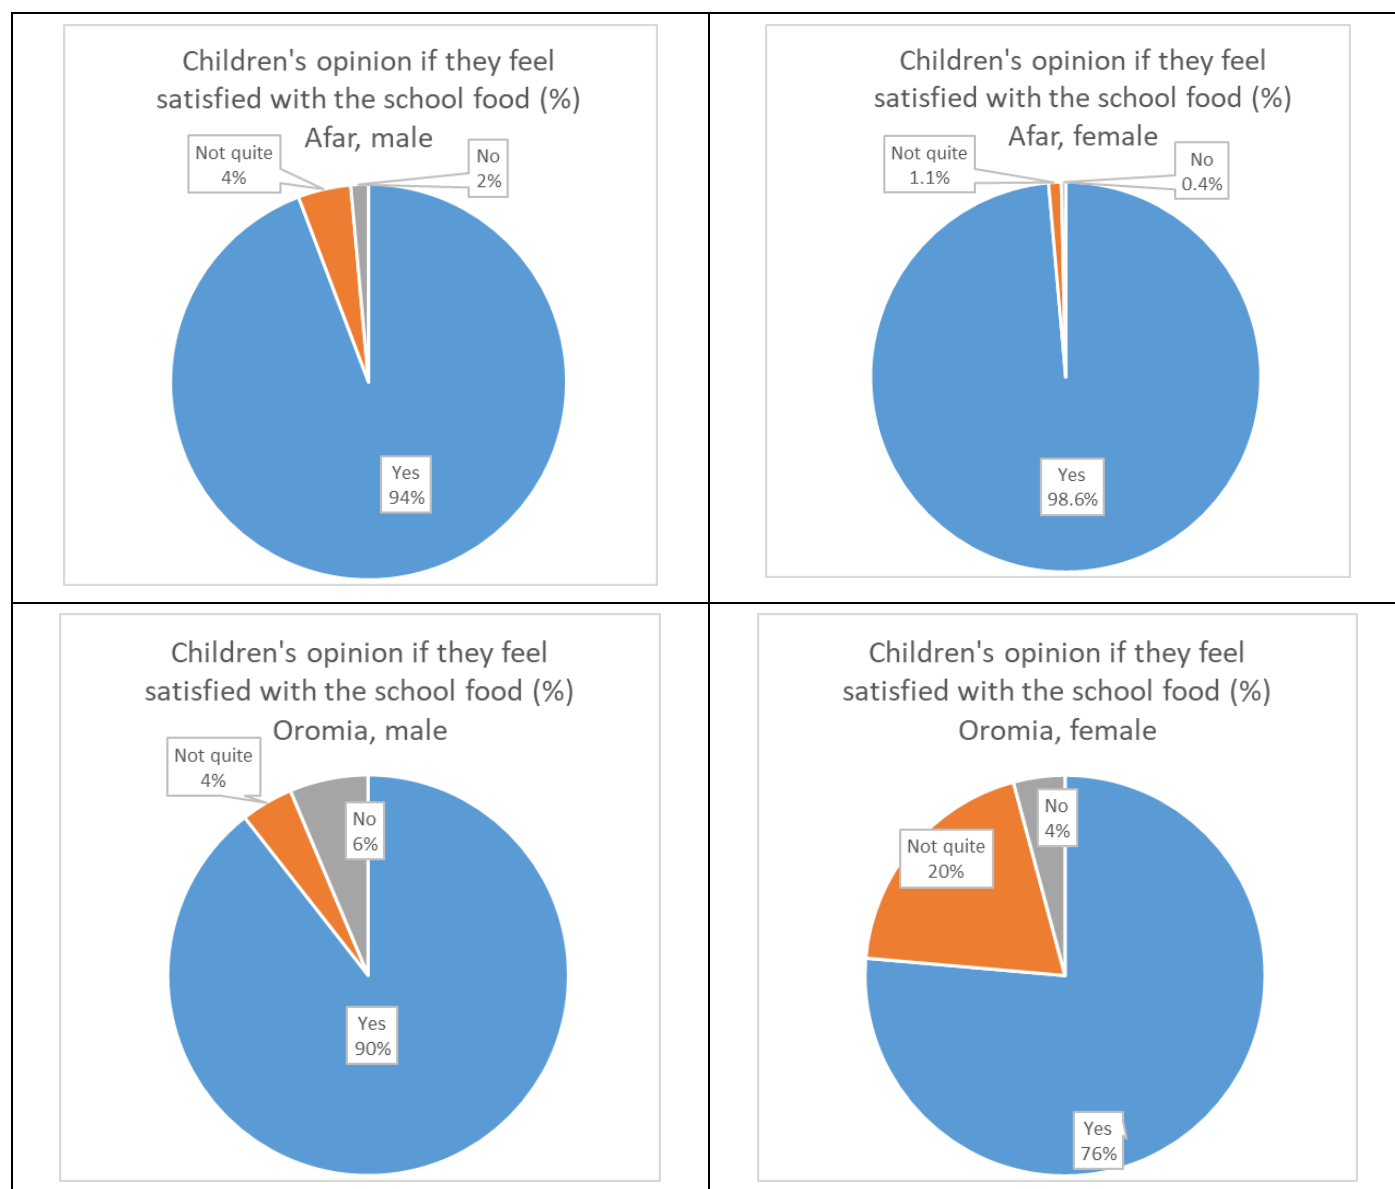 Children's opinion if they feel
satisfied with the school food (%)
Afar, male
Not quite
4%
No
2%
Yes
94%
Children's opinion if they feel
satisfied with the school food (%)
Afar, female
Not quite
1.1%
No
0.4%
Yes
98.6%
Children's opinion if they feel
satisfied with the school food (%)
Oromia, male
Not quite
4%
No
6%
Yes
90%
Children's opinion if they feel
satisfied with the school food (%)
Oromia, female
No
4%
Not quite
20%
Yes
76%